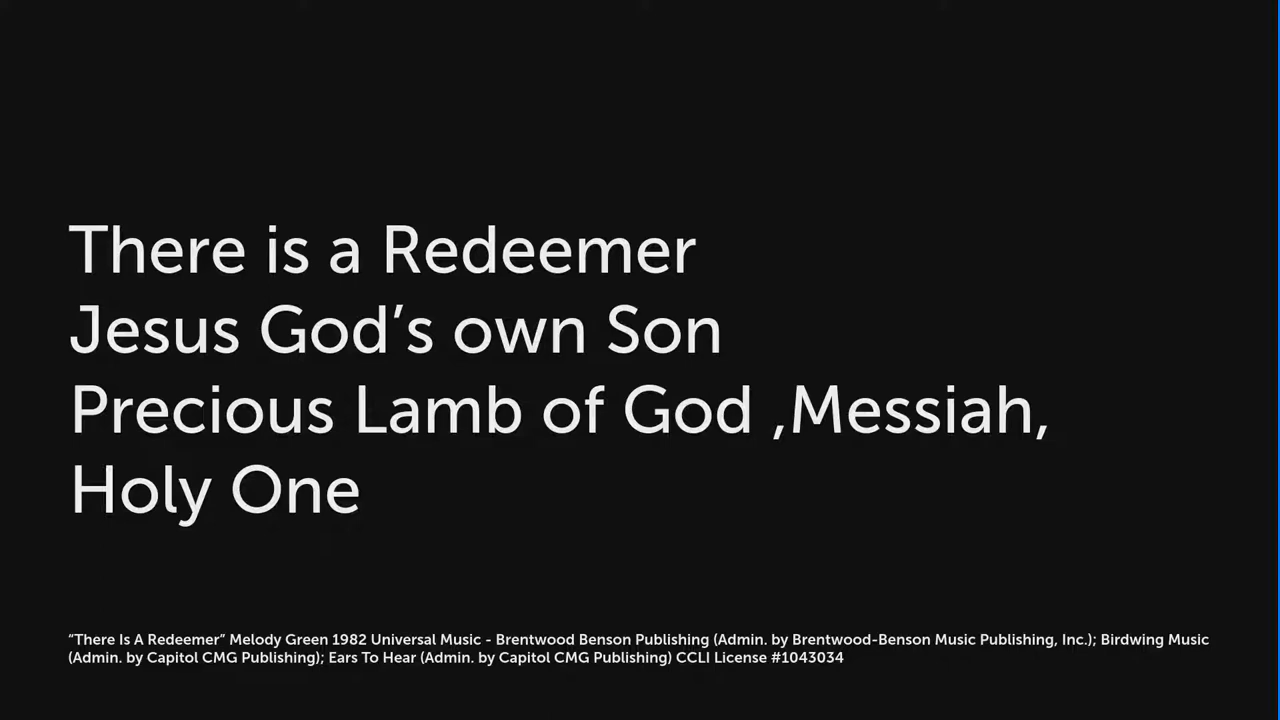 There is a Redeemer
Jesus God’s own Son
Precious Lamb of God ,Messiah,
Holy One
“There Is A Redeemer” Melody Green 1982 Universal Music - Brentwood Benson Publishing (Admin. by Brentwood-Benson Music Publishing, Inc.); Birdwing Music
(Admin. by Capitol CMG Publishing); Ears To Hear (Admin. by Capitol CMG Publishing) CCLI License #1043034